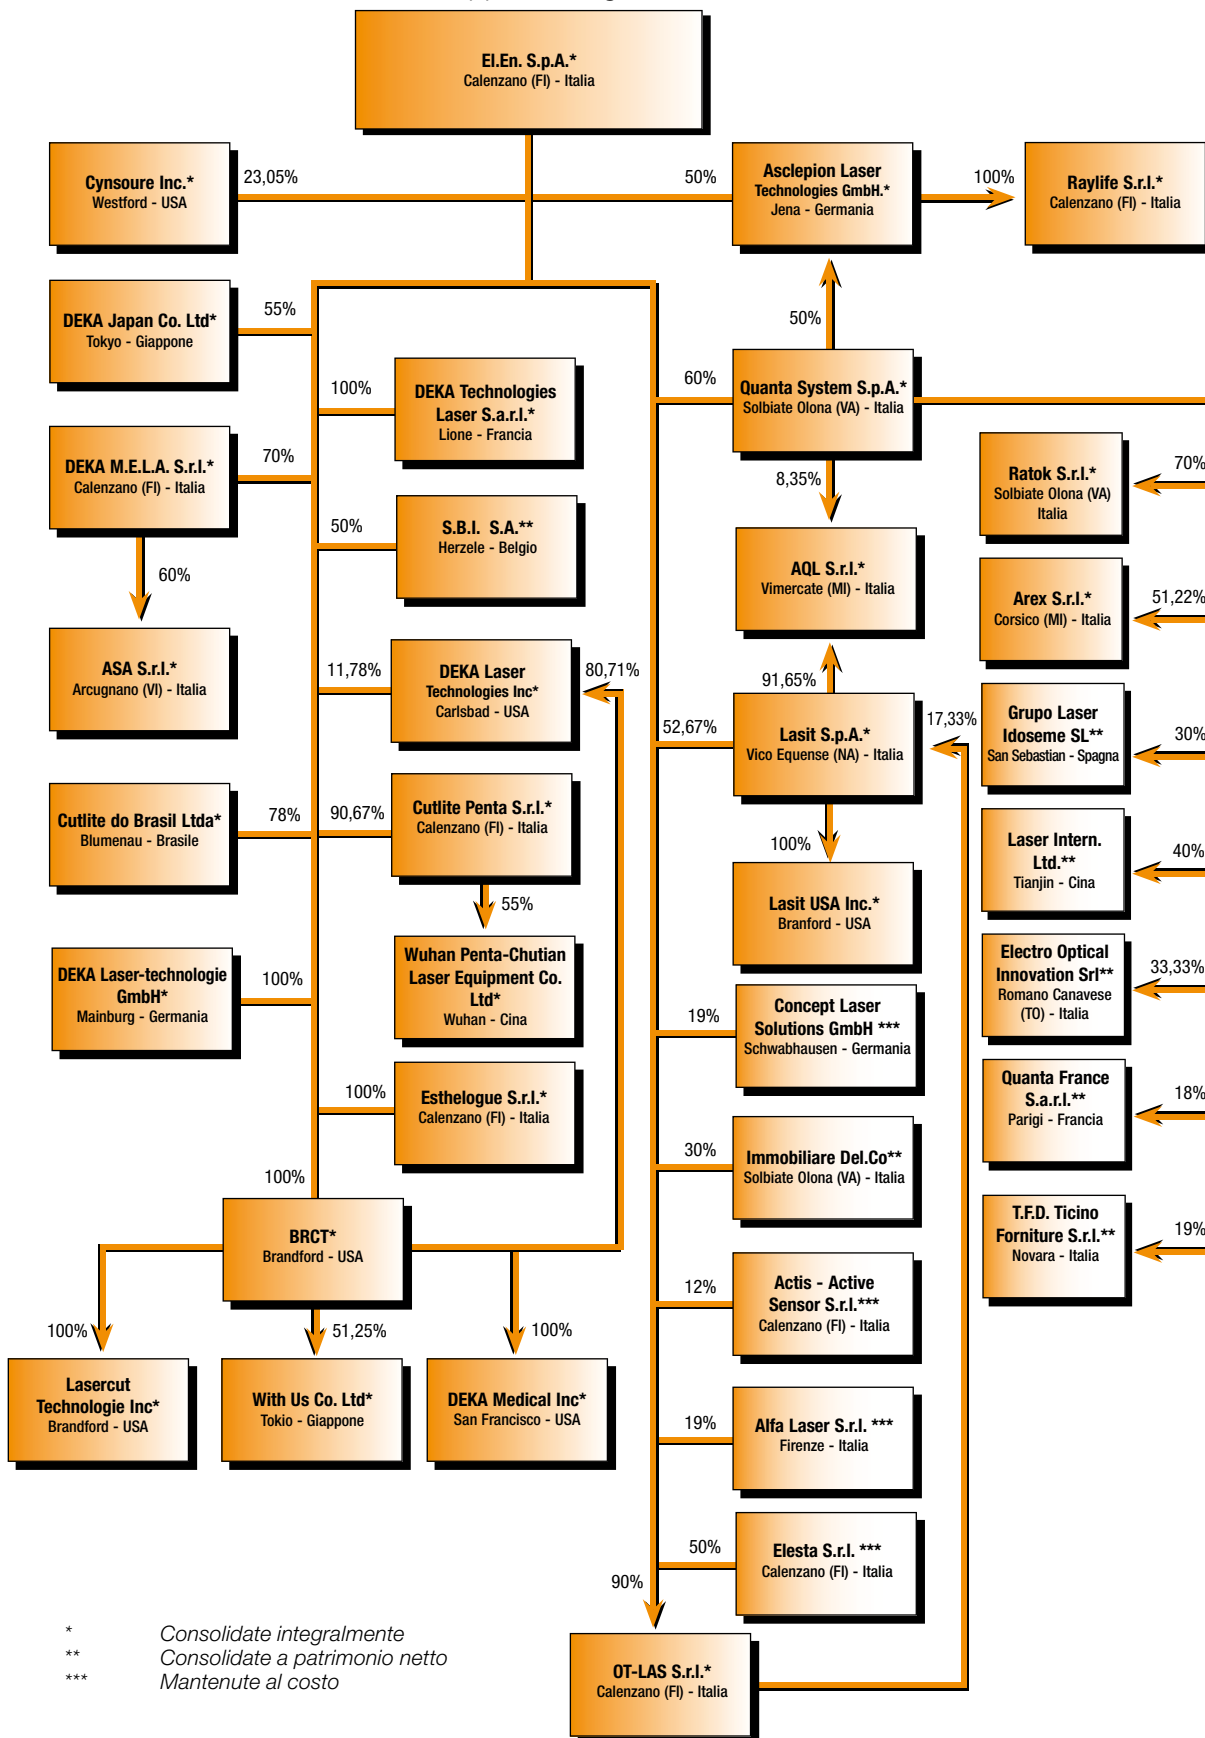 El.En. S.p.A.*
Calenzano (FI) - Italia
Cynsoure Inc.*
Westford - USA
23,05%
50%
Asclepion Laser
Technologies GmbH.*
Jena - Germania
100%
Raylife S.r.l.*
Calenzano (FI) - Italia
DEKA Japan Co. Ltd*
Tokyo - Giappone
55%
50%
100%
DEKA Technologies
Laser S.a.r.l.*
Lione - Francia
60%
Quanta System S.p.A.*
Solbiate Olona (VA) - Italia
DEKA M.E.L.A. S.r.l.*
Calenzano (FI) - Italia
70%
8,35%
Ratok S.r.l.*
Solbiate Olona (VA)
Italia
70%
50%
S.B.I. S.A.**
Herzele - Belgio
60%
AQL S.r.l.*
Vimercate (MI) - Italia
Arex S.r.l.*
Corsico (MI) - Italia
51,22%
ASA S.r.l.*
Arcugnano (VI) - Italia
11,78%
DEKA Laser
Technologies Inc*
Carlsbad - USA
80,71%
91,65%
52,67%
Lasit S.p.A.*
Vico Equense (NA) - Italia
17,33%
Grupo Laser
Idoseme SL**
San Sebastian - Spagna
30%
Cutlite do Brasil Ltda*
Blumenau - Brasile
78%
90,67%
Cutlite Penta S.r.l.*
Calenzano (FI) - Italia
100%
Laser Intern.
Ltd.**
Tianjin - Cina
40%
55%
Lasit USA Inc.*
Branford - USA
DEKA Laser-technologie
GmbH*
Mainburg - Germania
100%
Wuhan Penta-Chutian
Laser Equipment Co.
Ltd*
Wuhan - Cina
Electro Optical
Innovation Srl**
Romano Canavese
(TO) - Italia
33,33%
19%
Concept Laser
Solutions GmbH ***
Schwabhausen - Germania
100%
Esthelogue S.r.l.*
Calenzano (FI) - Italia
Quanta France
S.a.r.l.**
Parigi - Francia
18%
30%
Immobiliare Del.Co**
Solbiate Olona (VA) - Italia
100%
BRCT*
Brandford - USA
T.F.D. Ticino
Forniture S.r.l.**
Novara - Italia
19%
12%
Actis - Active
Sensor S.r.l.***
Calenzano (FI) - Italia
100%
51,25%
100%
Lasercut
Technologie Inc*
Brandford - USA
With Us Co. Ltd*
Tokio - Giappone
DEKA Medical Inc*
San Francisco - USA
19%
Alfa Laser S.r.l. ***
Firenze - Italia
50%
Elesta S.r.l. ***
Calenzano (FI) - Italia
90%
OT-LAS S.r.l.*
Calenzano (FI) - Italia
* Consolidate integralmente
** Consolidate a patrimonio netto
*** Mantenute al costo